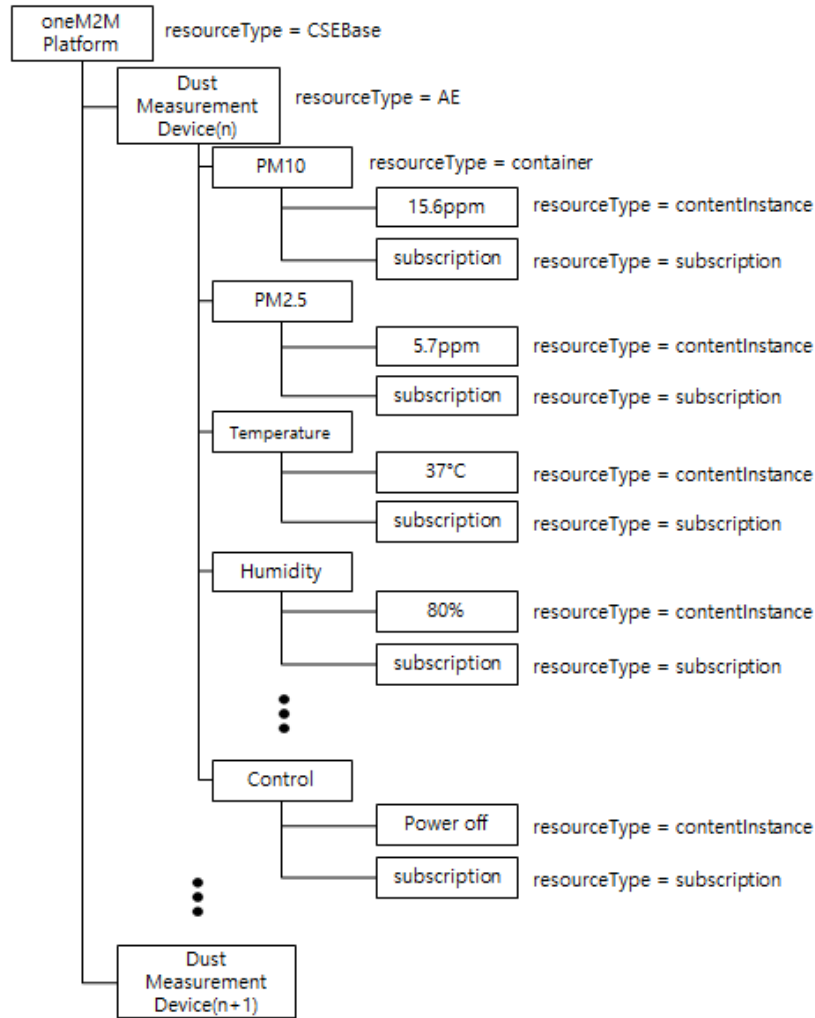 oneM2M
Platform
resourceType = CSEBase
Dust
Measurement
Device(n)
resourceType = AE
PM10
resourceType = container
15.6ppm
resourceType = contentInstance
subscription
resourceType = subscription
PM2.5
5.7ppm
resourceType = contentInstance
subscription
resourceType = subscription
Temperature
37°C
resourceType = contentInstance
subscription
resourceType = subscription
Humidity
80%
resourceType = contentInstance
subscription
resourceType = subscription
Control
Power off
resourceType = contentInstance
subscription
resourceType = subscription
Dust
Measurement
Device(n+1)